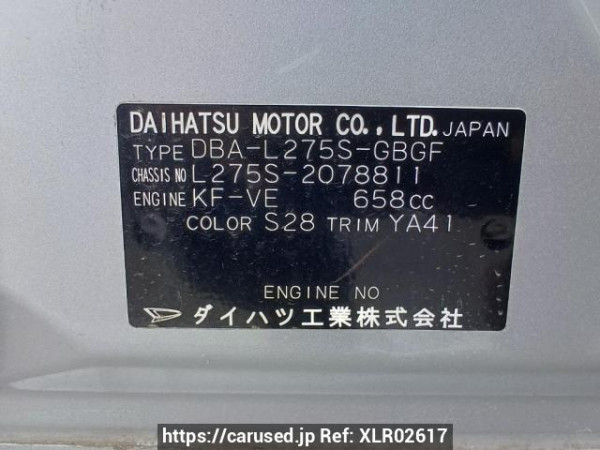 DAIHATSU MOTOR CO., LTD. JAPAN
TYPE DBA-L275S-GBGF
CHASSIS NO L275S-2078811
ENGINE KF-VE 658CC
COLOR S28 TRIM YA41
ENGINE NO
ダイハツ工業株式会社
https://carused.jp Ref: XLR02617